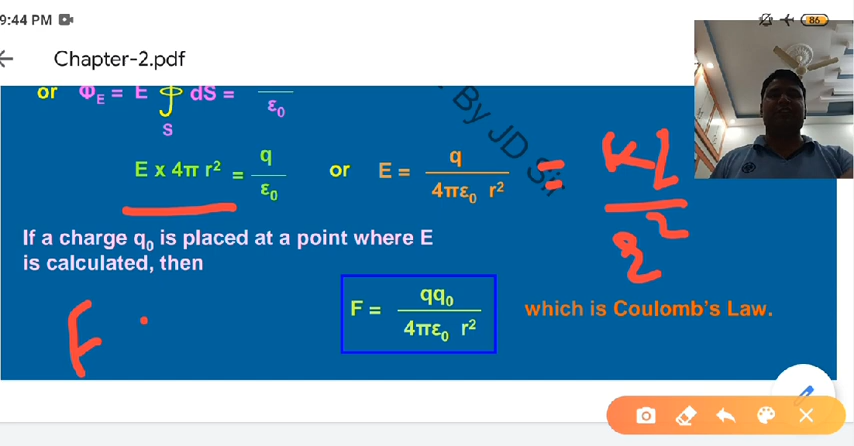 9:44 PM
86
Chapter-2.pdf
or Φ_E = E ∮ dS =
ε₀
S
By JD Sir
E x 4π r² = q / ε₀ or E = q / 4πε₀ r² = Kq / r²
If a charge q₀ is placed at a point where E
is calculated, then
F = qq₀ / 4πε₀ r² which is Coulomb's Law.
F